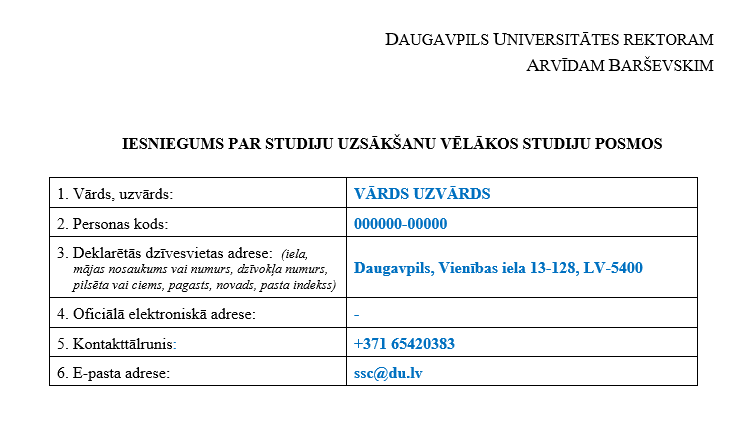 DAUGAVPILS UNIVERSITĀTES REKTORAM
ARVĪDAM BARŠEVSKIM
IESNIEGUMS PAR STUDIJU UZSĀKŠANU VĒLĀKOS STUDIJU POSMOS
1. Vārds, uzvārds: VĀRDS UZVĀRDS
2. Personas kods: 000000-00000
3. Deklarētās dzīvesvietas adrese: (iela,
mājas nosaukums vai numurs, dzīvokļa numurs,
pilsēta vai ciems, pagasts, novads, pasta indekss)
Daugavpils, Vienības iela 13-128, LV-5400
4. Oficiālā elektroniskā adrese: -
5. Kontakttālrunis: +371 65420383
6. E-pasta adrese: ssc@du.lv